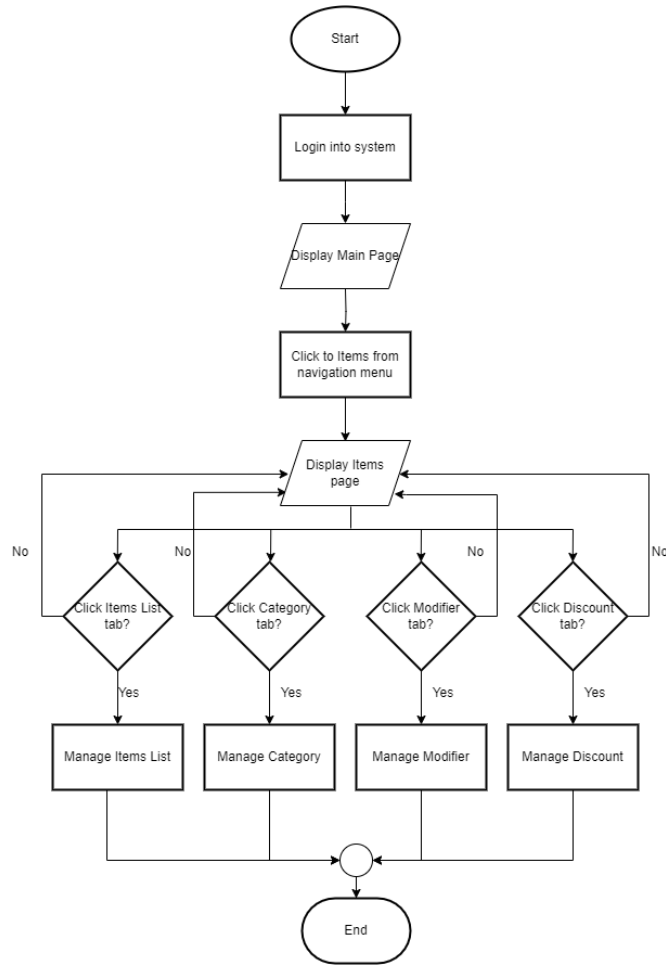 Start
Login into system
Display Main Page
Click to Items from
navigation menu
Display Items
page
No
No
No
No
Click Items List
tab?
Click Category
tab?
Click Modifier
tab?
Click Discount
tab?
Yes
Yes
Yes
Yes
Manage Items List
Manage Category
Manage Modifier
Manage Discount
End